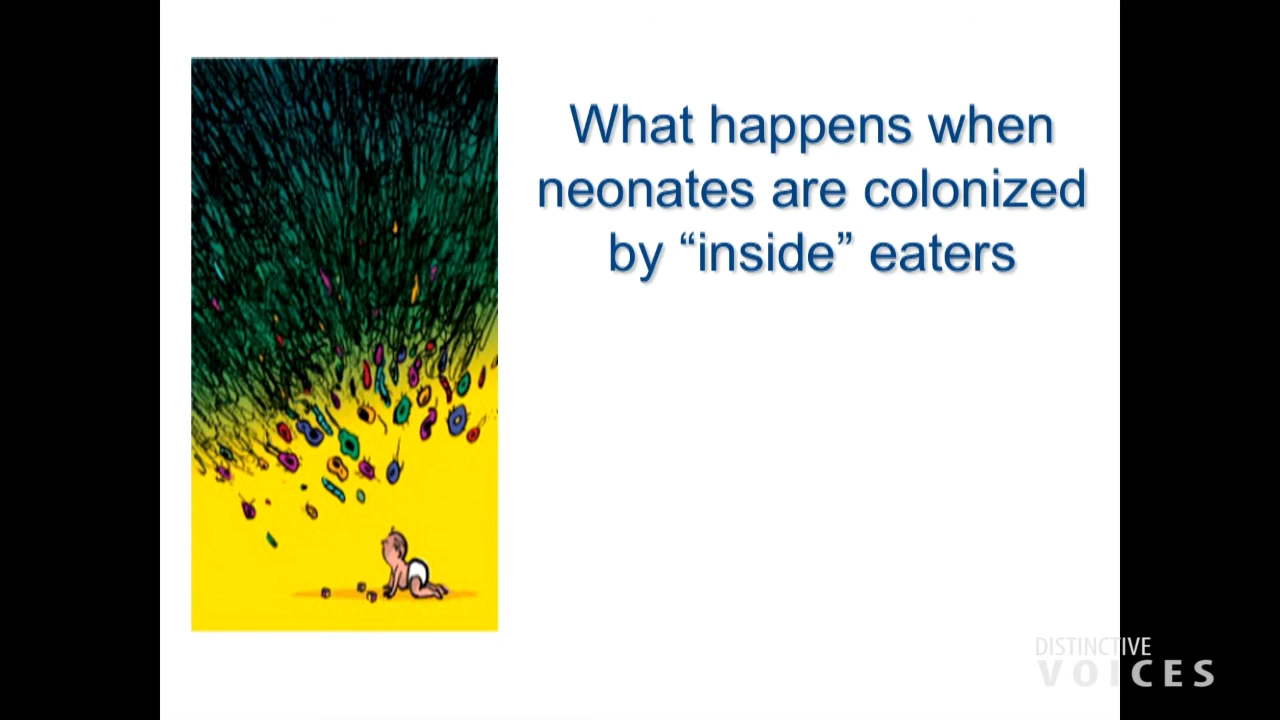 What happens when
neonates are colonized
by “inside” eaters
DISTINCTIVE
VOICES